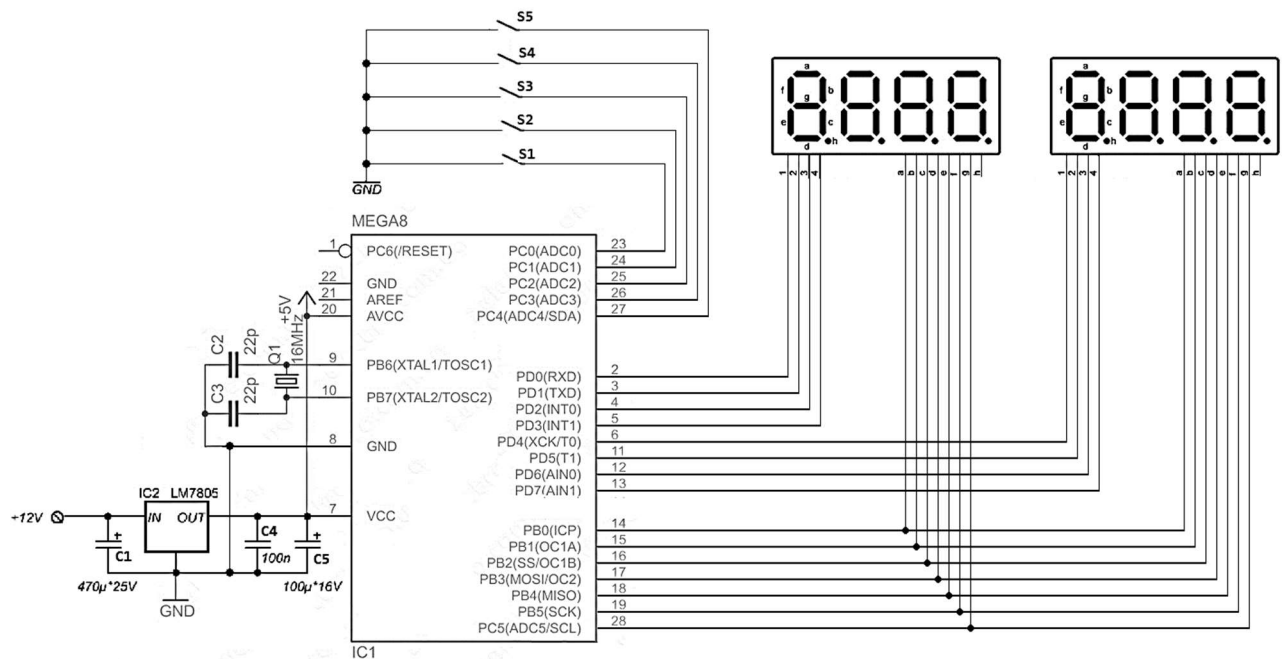 S5
S4
S3
S2
S1
GND
a
f
b
g
e
c
d
h
1
2
3
4
a
b
c
d
e
f
g
h
a
f
b
g
e
c
d
h
1
2
3
4
a
b
c
d
e
f
g
h
MEGA8
1 PC6(/RESET)
22 GND
21 AREF
20 AVCC
+5V
9 PB6(XTAL1/TOSC1)
10 PB7(XTAL2/TOSC2)
8 GND
7 VCC
PC0(ADC0) 23
PC1(ADC1) 24
PC2(ADC2) 25
PC3(ADC3) 26
PC4(ADC4/SDA) 27
PD0(RXD) 2
PD1(TXD) 3
PD2(INT0) 4
PD3(INT1) 5
PD4(XCK/T0) 6
PD5(T1) 11
PD6(AIN0) 12
PD7(AIN1) 13
PB0(ICP) 14
PB1(OC1A) 15
PB2(SS/OC1B) 16
PB3(MOSI/OC2) 17
PB4(MISO) 18
PB5(SCK) 19
PC5(ADC5/SCL) 28
IC1
C2
22p
C3
22p
Q1
16MHz
IC2 LM7805
+12V
IN OUT
C1
470µ*25V
GND
C4
100n
C5
100µ*16V